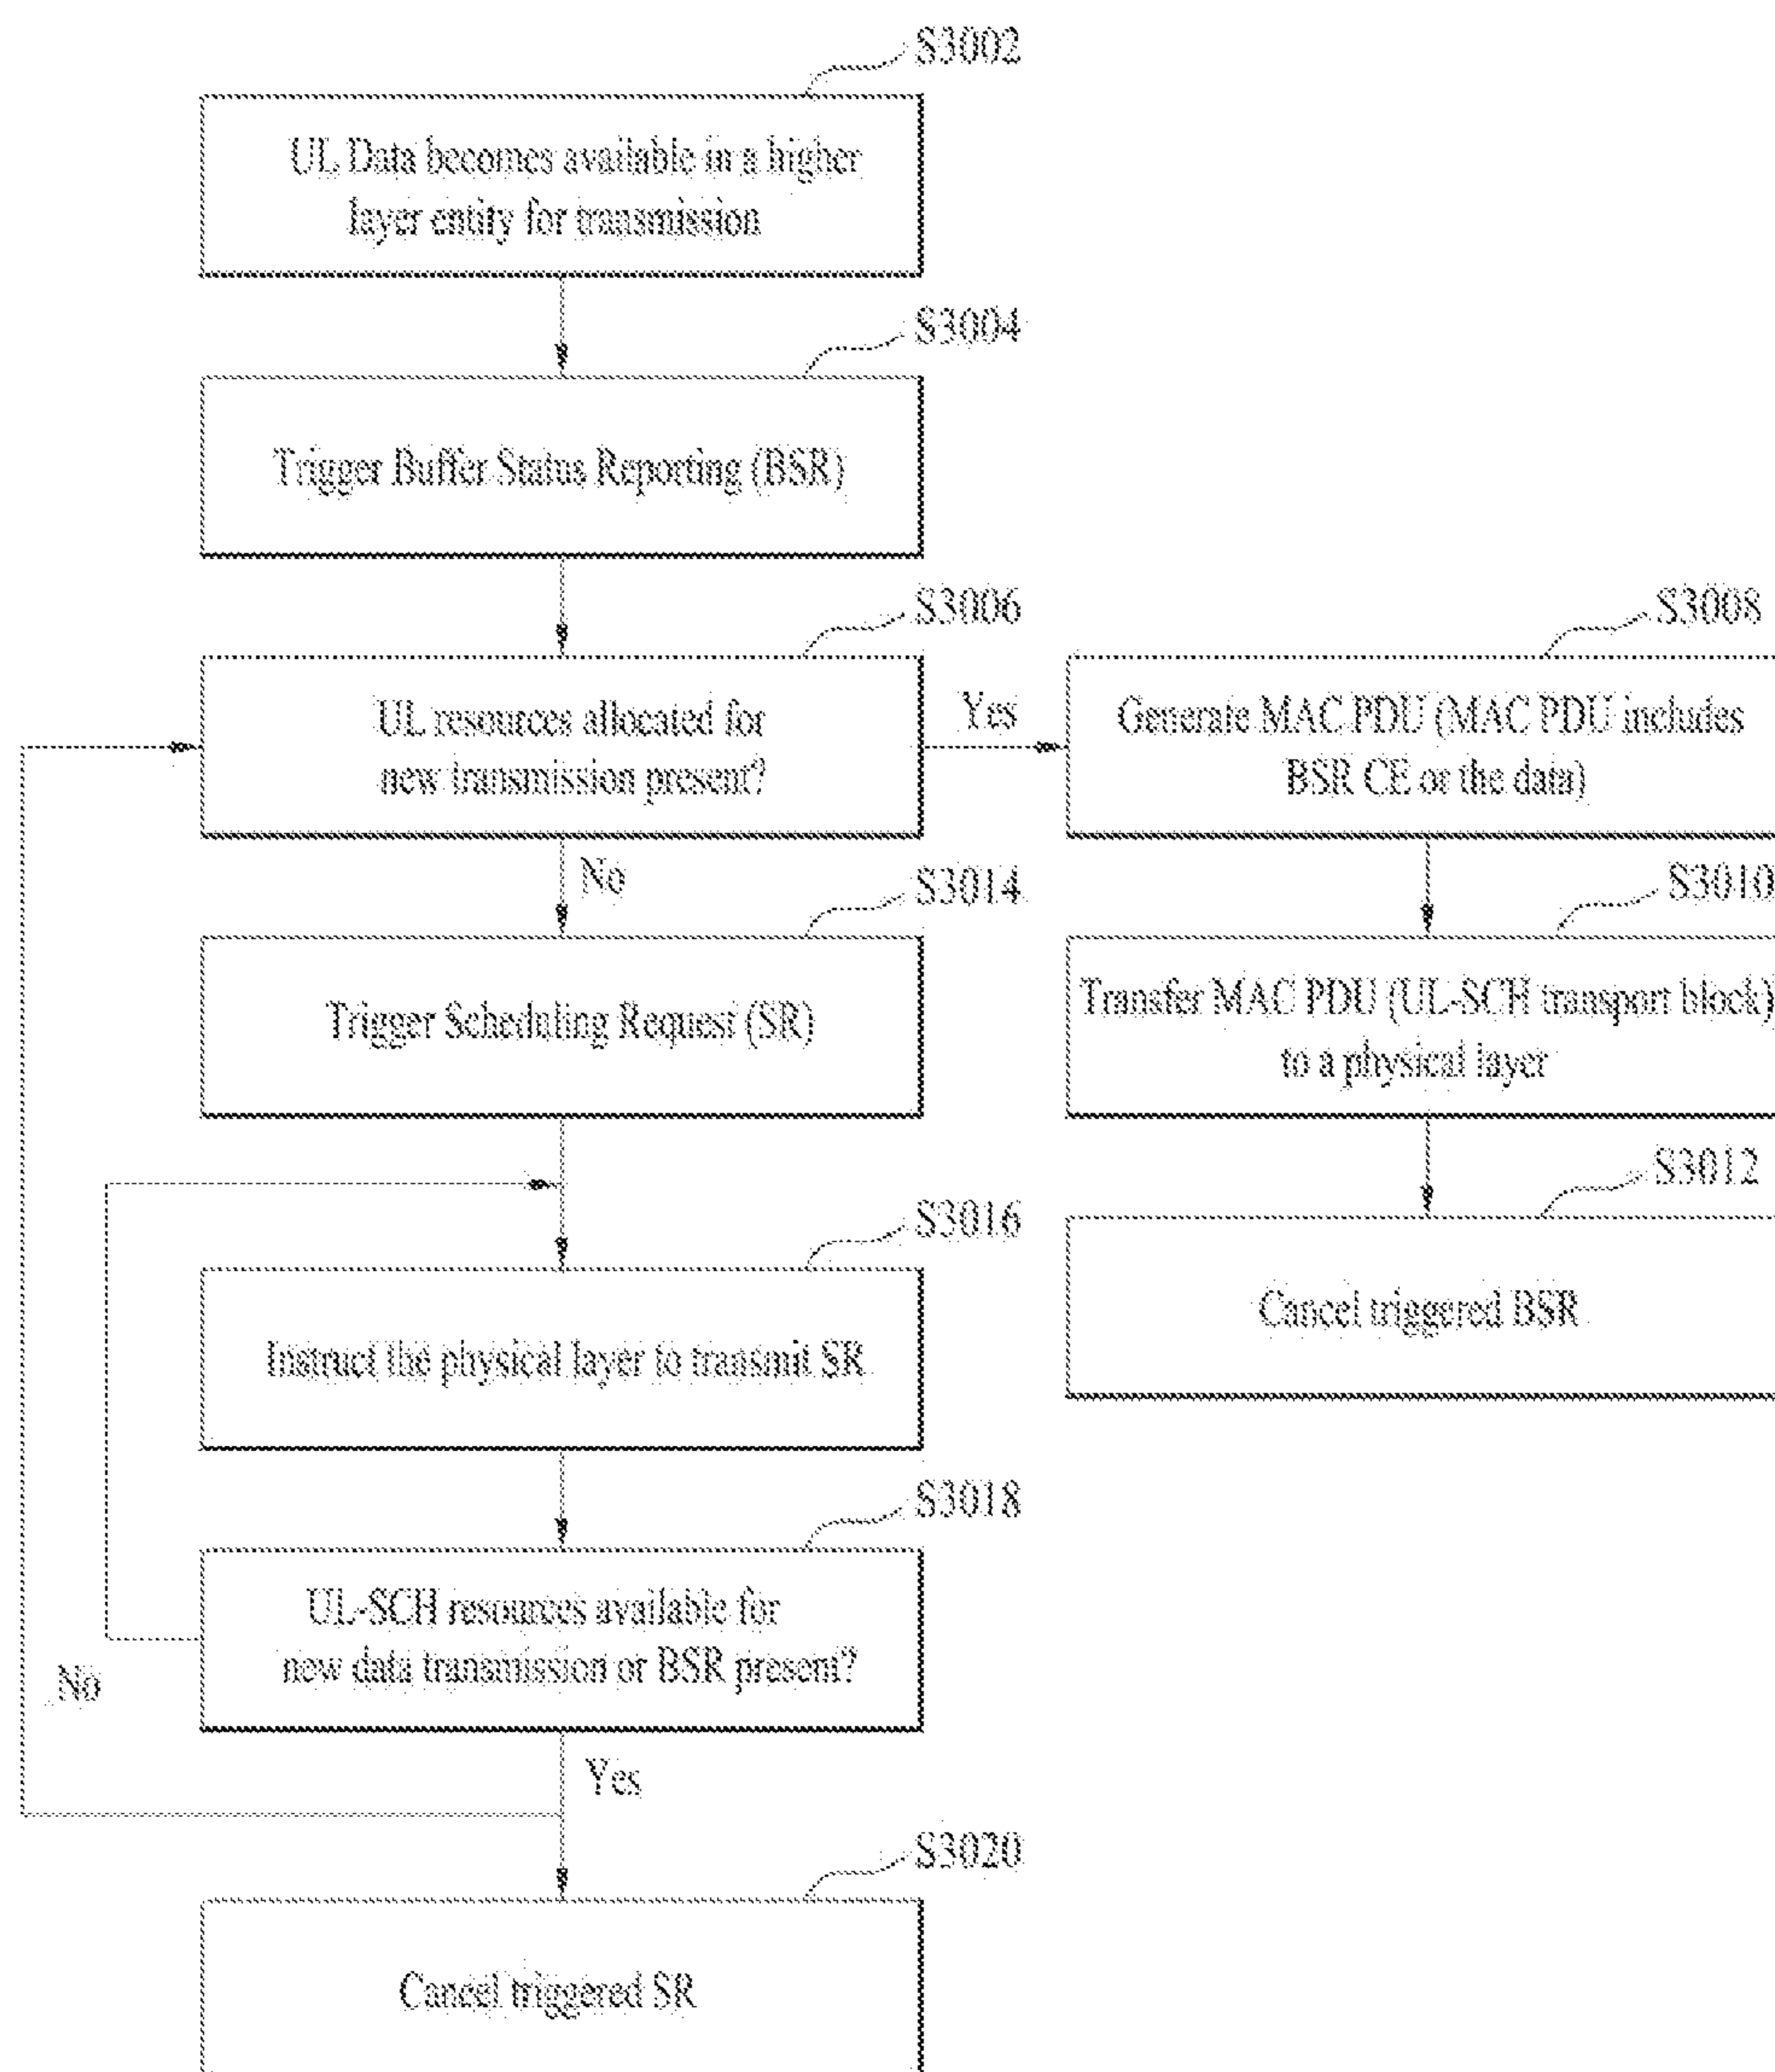 S3002
UL Data becomes available in a higher
layer entity for transmission
S3004
Trigger Buffer Status Reporting (BSR)
S3006
UL resources allocated for
new transmission present?
Yes
S3008
Generate MAC PDU (MAC PDU includes
BSR CE or the data)
No
S3014
Trigger Scheduling Request (SR)
S3010
Transfer MAC PDU (UL-SCH transport block)
to a physical layer
S3012
Cancel triggered BSR
S3016
Instruct the physical layer to transmit SR
S3018
UL-SCH resources available for
new data transmission or BSR present?
No
Yes
S3020
Cancel triggered SR